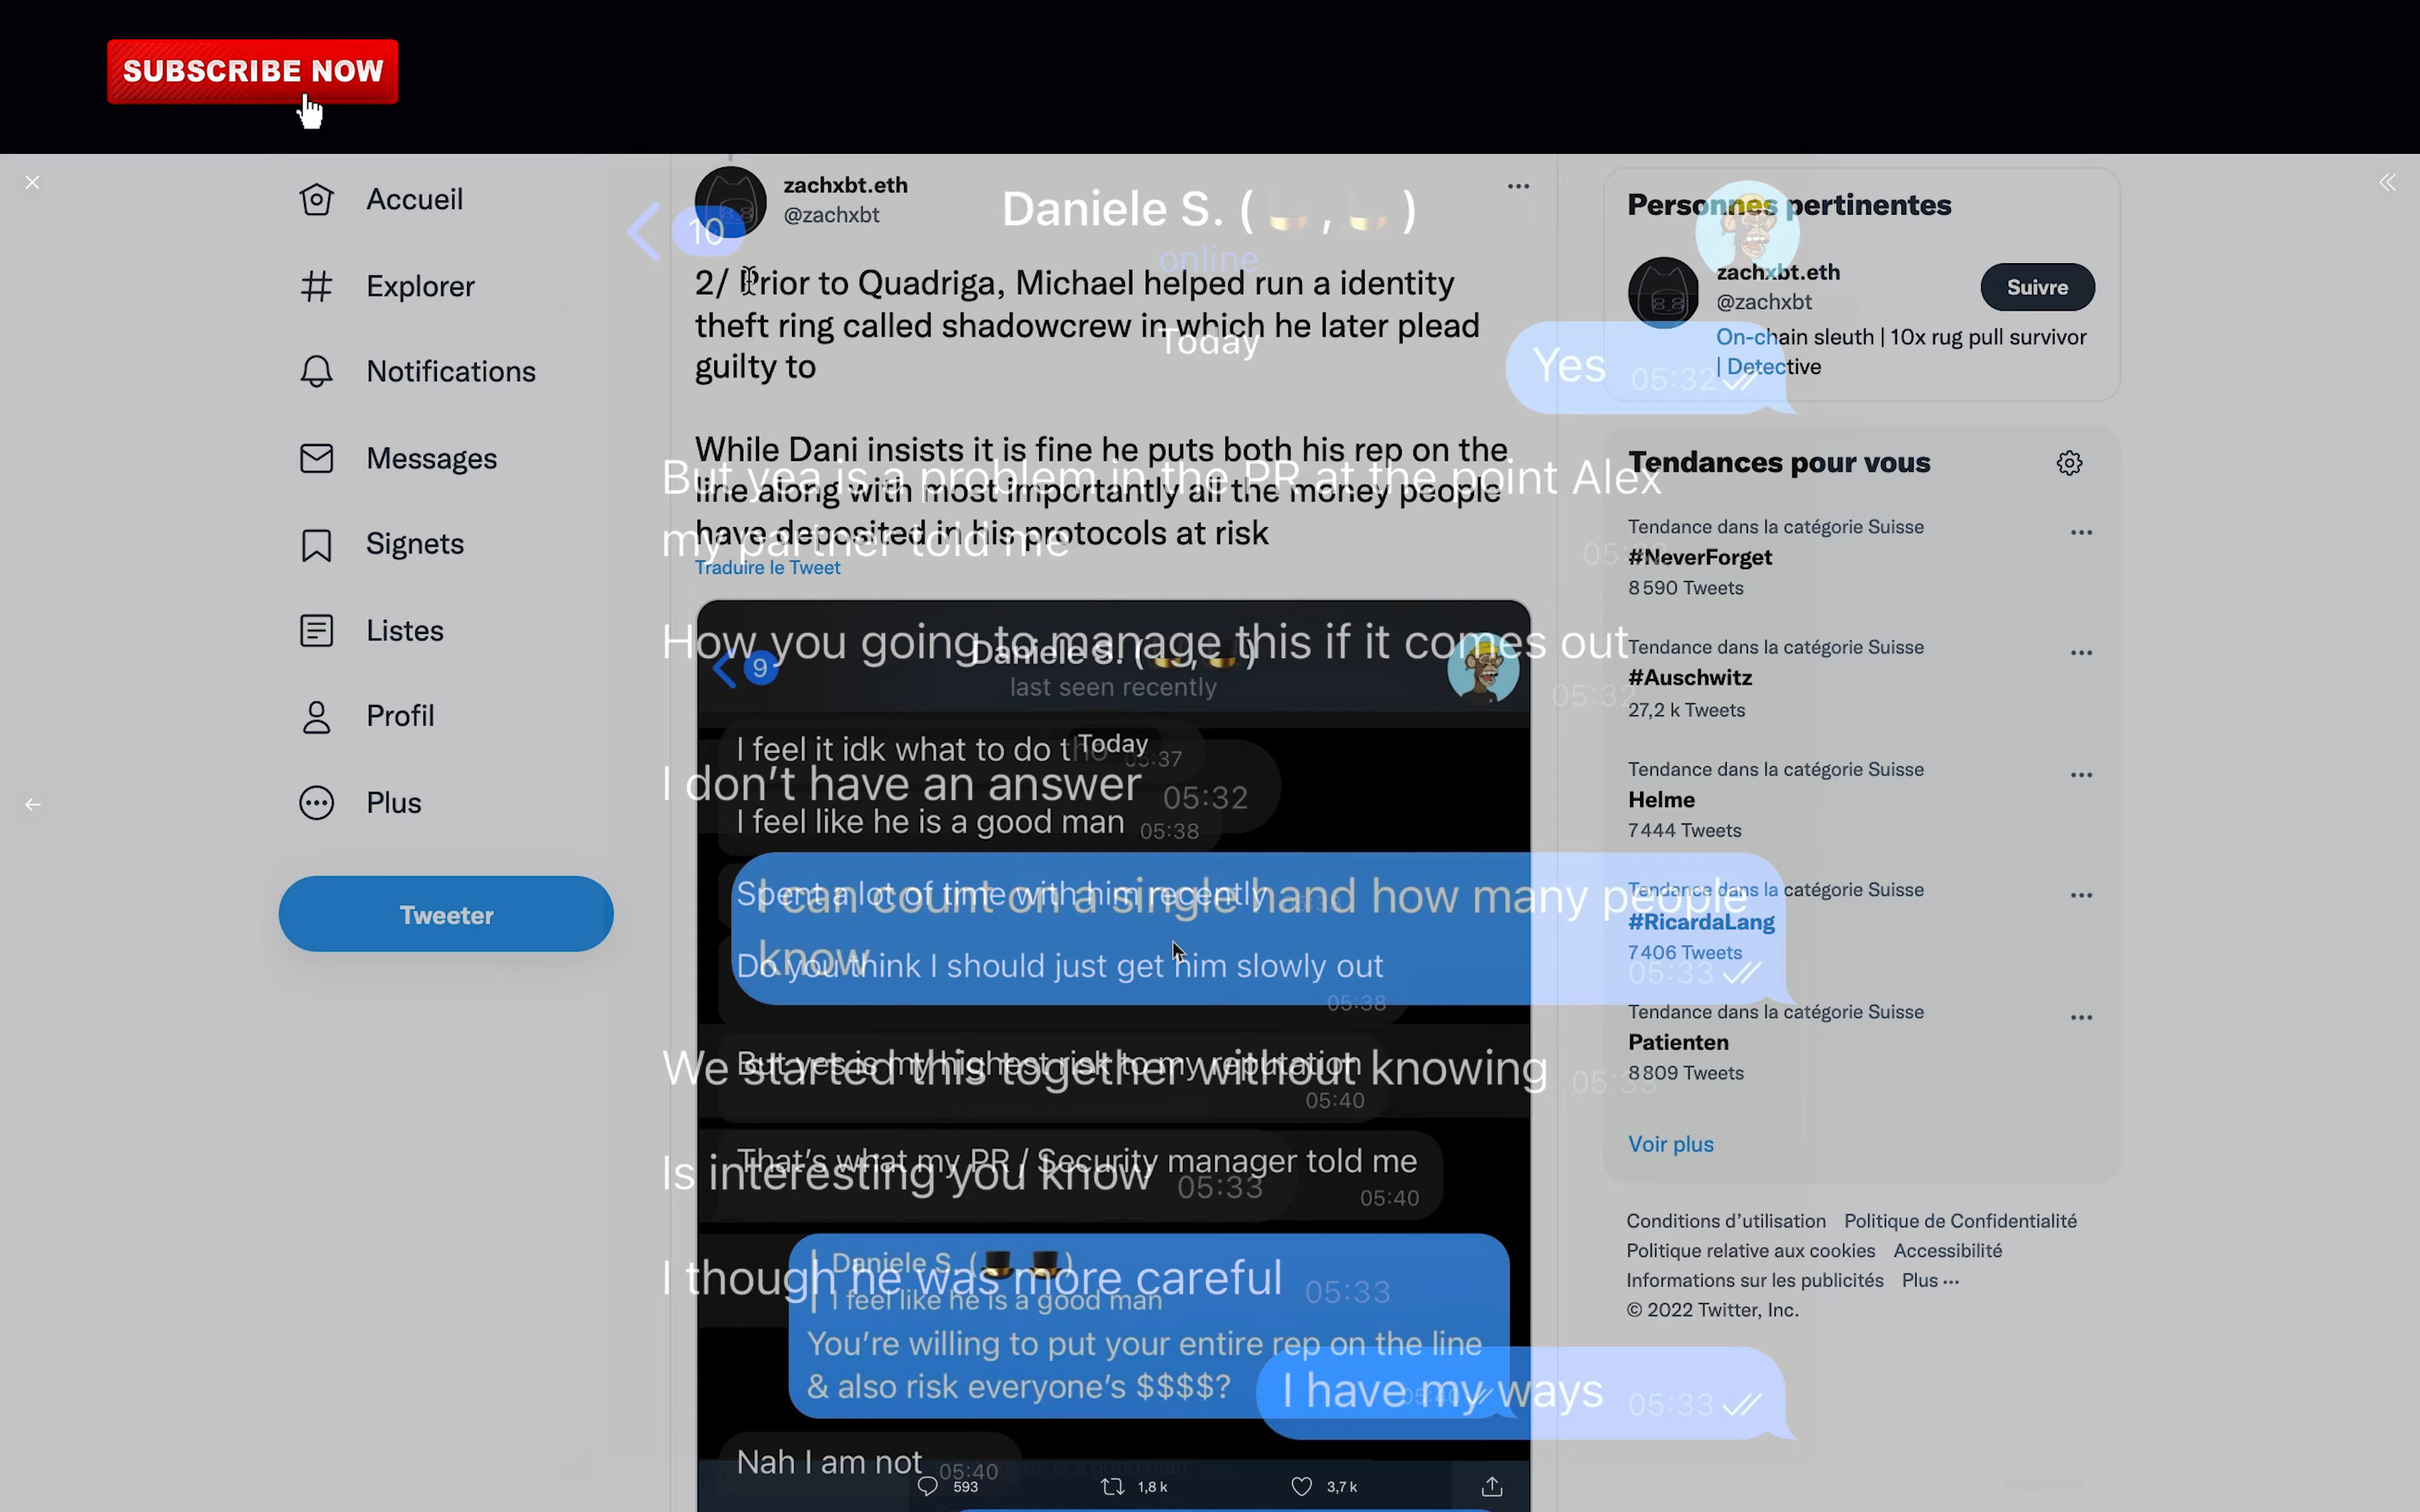 SUBSCRIBE NOW
Accueil
Explorer
Notifications
Messages
Signets
Listes
Profil
Plus
Tweeter
zachxbt.eth
@zachxbt
2/ Prior to Quadriga, Michael helped run a identity
theft ring called shadowcrew in which he later plead
guilty to
While Dani insists it is fine he puts both his rep on the
line along with most importantly all the money people
have deposited in his protocols at risk
Traduire le Tweet
9
Daniele S. (🎩,🎩)
last seen recently
Today
I feel it idk what to do tho 05:37
I feel like he is a good man 05:38
Spent a lot of time with him recently
Do you think I should just get him slowly out
05:38
But yes is my highest risk to my reputation
05:40
That's what my PR / Security manager told me
05:40
Daniele S. (🎩,🎩)
I feel like he is a good man
You're willing to put your entire rep on the line
& also risk everyone's $$$$?
05:40
Nah I am not 05:40
593
1,8 k
3,7 k
10
Daniele S. (🎩,🎩)
online
Today
Yes 05:32
But yea is a problem in the PR at the point Alex
my partner told me
How you going to manage this if it comes out
05:32
I don't have an answer 05:32
I can count on a single hand how many people
know
05:33
We started this together without knowing
05:33
Is interesting you know 05:33
I though he was more careful 05:33
I have my ways 05:33
Personnes pertinentes
zachxbt.eth
@zachxbt
Suivre
On-chain sleuth | 10x rug pull survivor
| Detective
Tendances pour vous
Tendance dans la catégorie Suisse
#NeverForget
8 590 Tweets
Tendance dans la catégorie Suisse
#Auschwitz
27,2 k Tweets
Tendance dans la catégorie Suisse
Helme
7 444 Tweets
Tendance dans la catégorie Suisse
#RicardaLang
7 406 Tweets
Tendance dans la catégorie Suisse
Patienten
8 809 Tweets
Voir plus
Conditions d'utilisation Politique de Confidentialité
Politique relative aux cookies Accessibilité
Informations sur les publicités Plus ···
© 2022 Twitter, Inc.